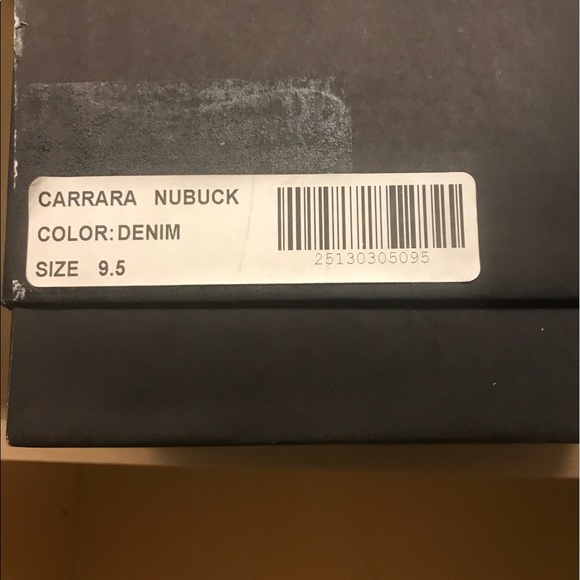 CARRARA NUBUCK
COLOR:DENIM
SIZE 9.5
25130305095